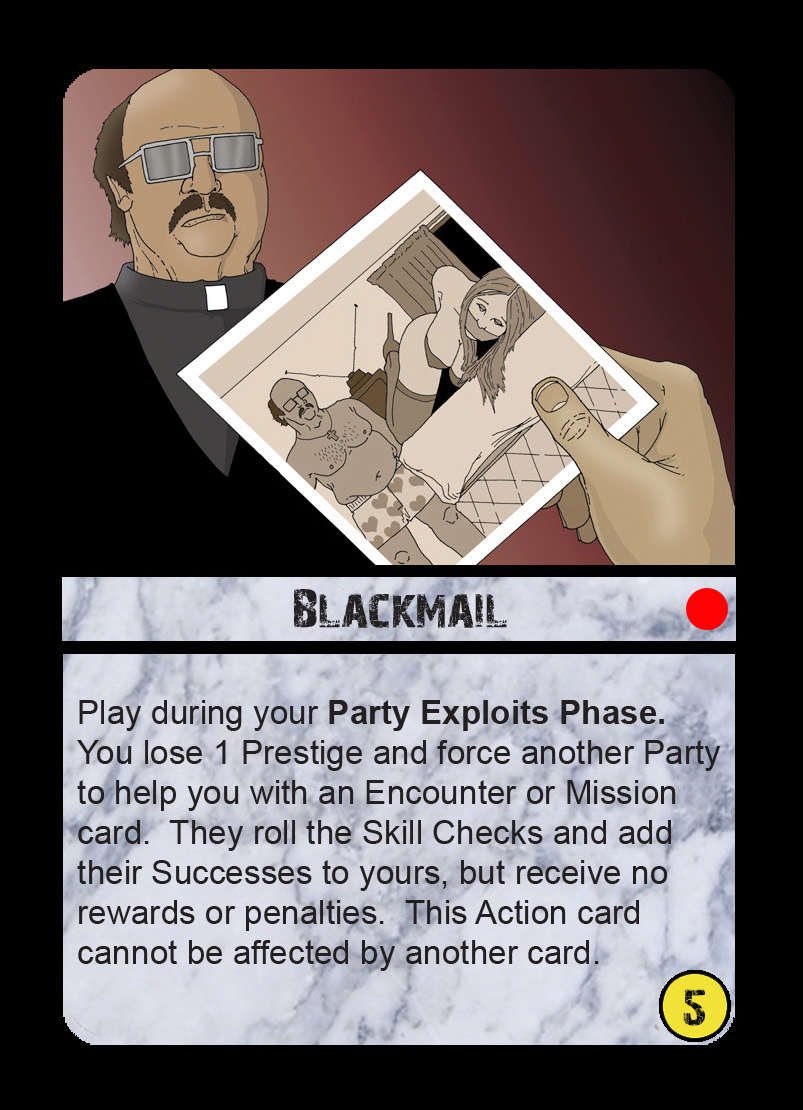 Blackmail
Play during your Party Exploits Phase.
You lose 1 Prestige and force another Party
to help you with an Encounter or Mission
card.  They roll the Skill Checks and add
their Successes to yours, but receive no
rewards or penalties.  This Action card
cannot be affected by another card.
5